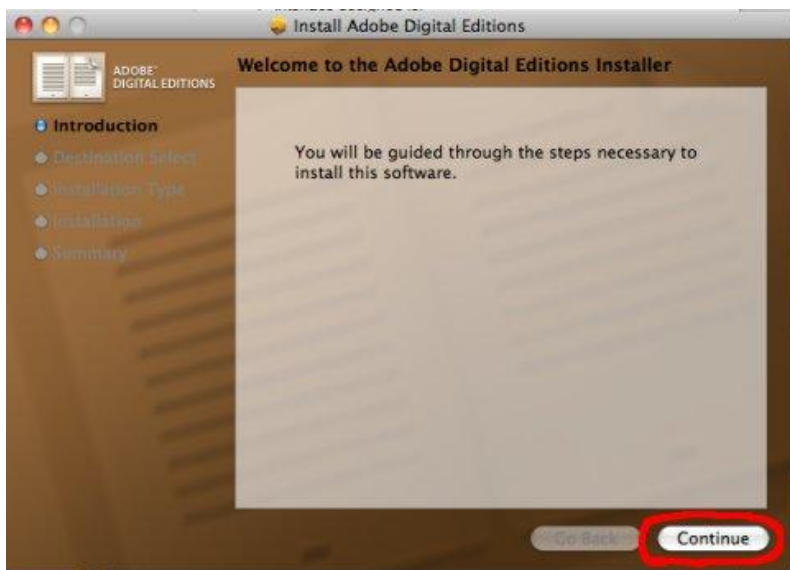 Install Adobe Digital Editions
ADOBE®
DIGITAL EDITIONS
Welcome to the Adobe Digital Editions Installer
Introduction
Destination Select
Installation Type
Installation
Summary
You will be guided through the steps necessary to
install this software.
Go Back
Continue